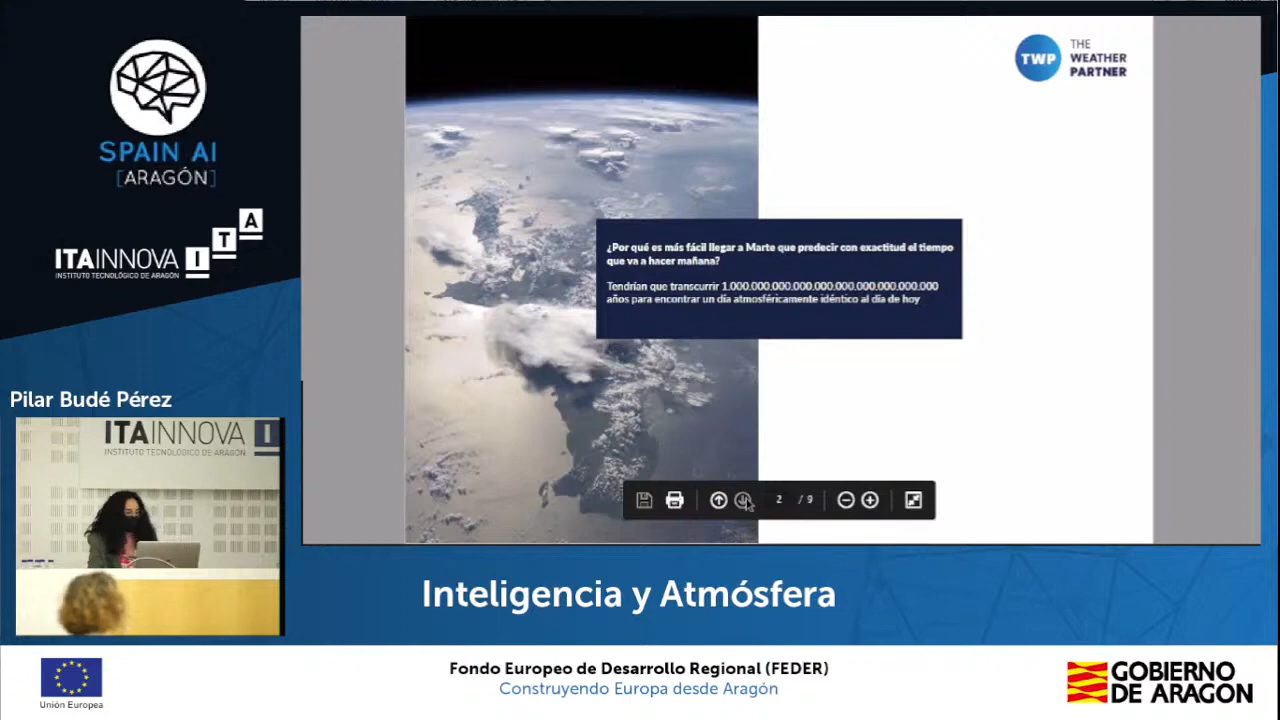 SPAIN AI
[ARAGÓN]
ITAINNOVA
INSTITUTO TECNOLÓGICO DE ARAGÓN
I
T
A
TWP
THE
WEATHER
PARTNER
¿Por qué es más fácil llegar a Marte que predecir con exactitud el tiempo
que va a hacer mañana?
Tendrían que transcurrir 1.000.000.000.000.000.000.000.000.000.000
años para encontrar un día atmosféricamente idéntico al día de hoy
2 / 9
Pilar Budé Pérez
ITAINNOVA I
INSTITUTO TECNOLÓGICO DE ARAGÓN
Inteligencia y Atmósfera
Unión Europea
Fondo Europeo de Desarrollo Regional (FEDER)
Construyendo Europa desde Aragón
GOBIERNO
DE ARAGON